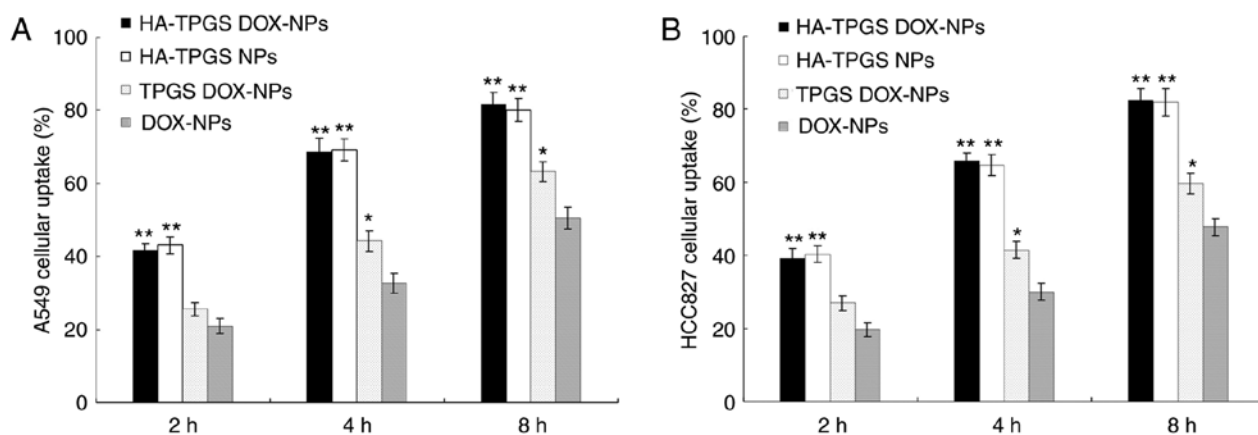 A
HA-TPGS DOX-NPs
HA-TPGS NPs
TPGS DOX-NPs
DOX-NPs
A549 cellular uptake (%)
100
80
60
40
20
0
** **
** **
*
** **
*
2 h 4 h 8 h
B
HA-TPGS DOX-NPs
HA-TPGS NPs
TPGS DOX-NPs
DOX-NPs
HCC827 cellular uptake (%)
100
80
60
40
20
0
** **
** **
*
** **
*
2 h 4 h 8 h